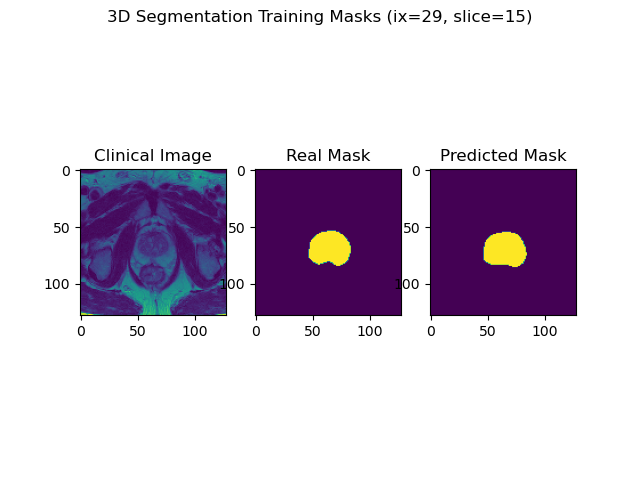 3D Segmentation Training Masks (ix=29, slice=15)
Clinical Image Real Mask Predicted Mask
0 0 0
50 50 50
100 100 100
0 50 100 0 50 100 0 50 100